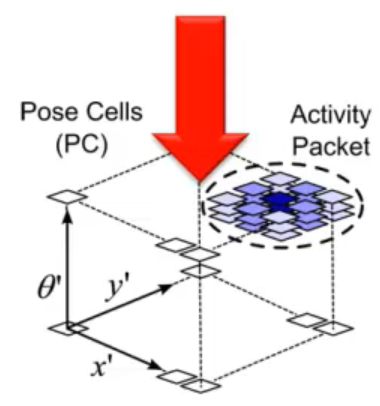 Pose Cells
(PC)
Activity
Packet
θ'
y'
x'